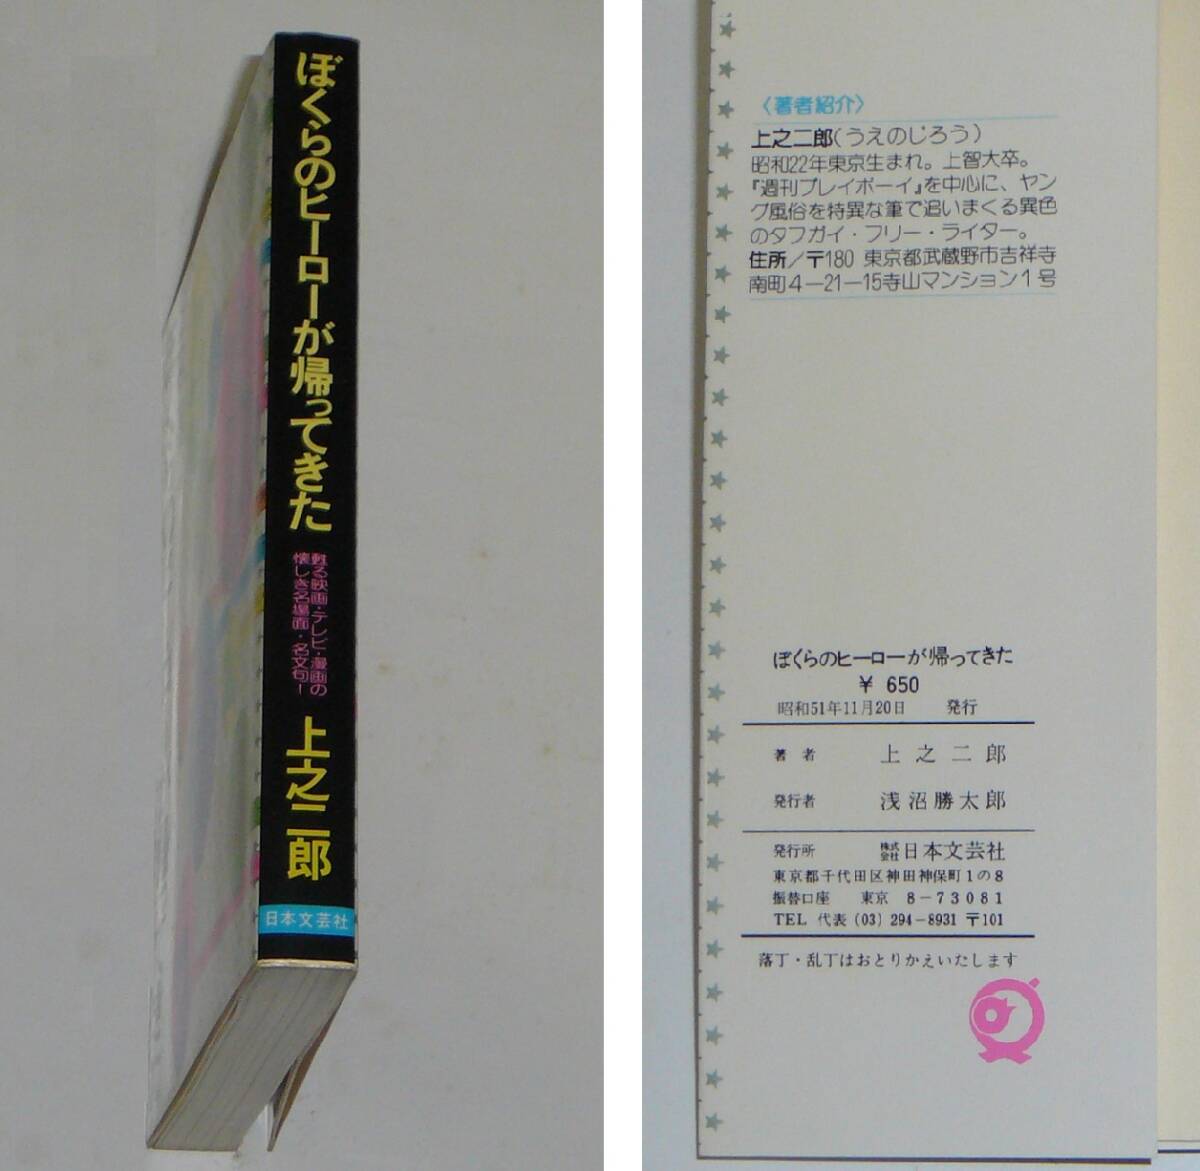 ぼくらのヒーローが帰ってきた
甦る映画・テレビ・漫画の
懐しき名場面・名文句!
上之二郎
日本文芸社
〈著者紹介〉
上之二郎(うえのじろう)
昭和22年東京生まれ。上智大卒。
『週刊プレイボーイ』を中心に、ヤン
グ風俗を特異な筆で追いまくる異色
のタフガイ・フリー・ライター。
住所/〒180 東京都武蔵野市吉祥寺
南町4-21-15寺山マンション1号
ぼくらのヒーローが帰ってきた
¥ 650
昭和51年11月20日 発行
著者 上之二郎
発行者 浅沼勝太郎
発行所 株式会社日本文芸社
東京都千代田区神田神保町1の8
振替口座 東京 8-73081
TEL 代表(03)294-8931 〒101
落丁・乱丁はおとりかえいたします